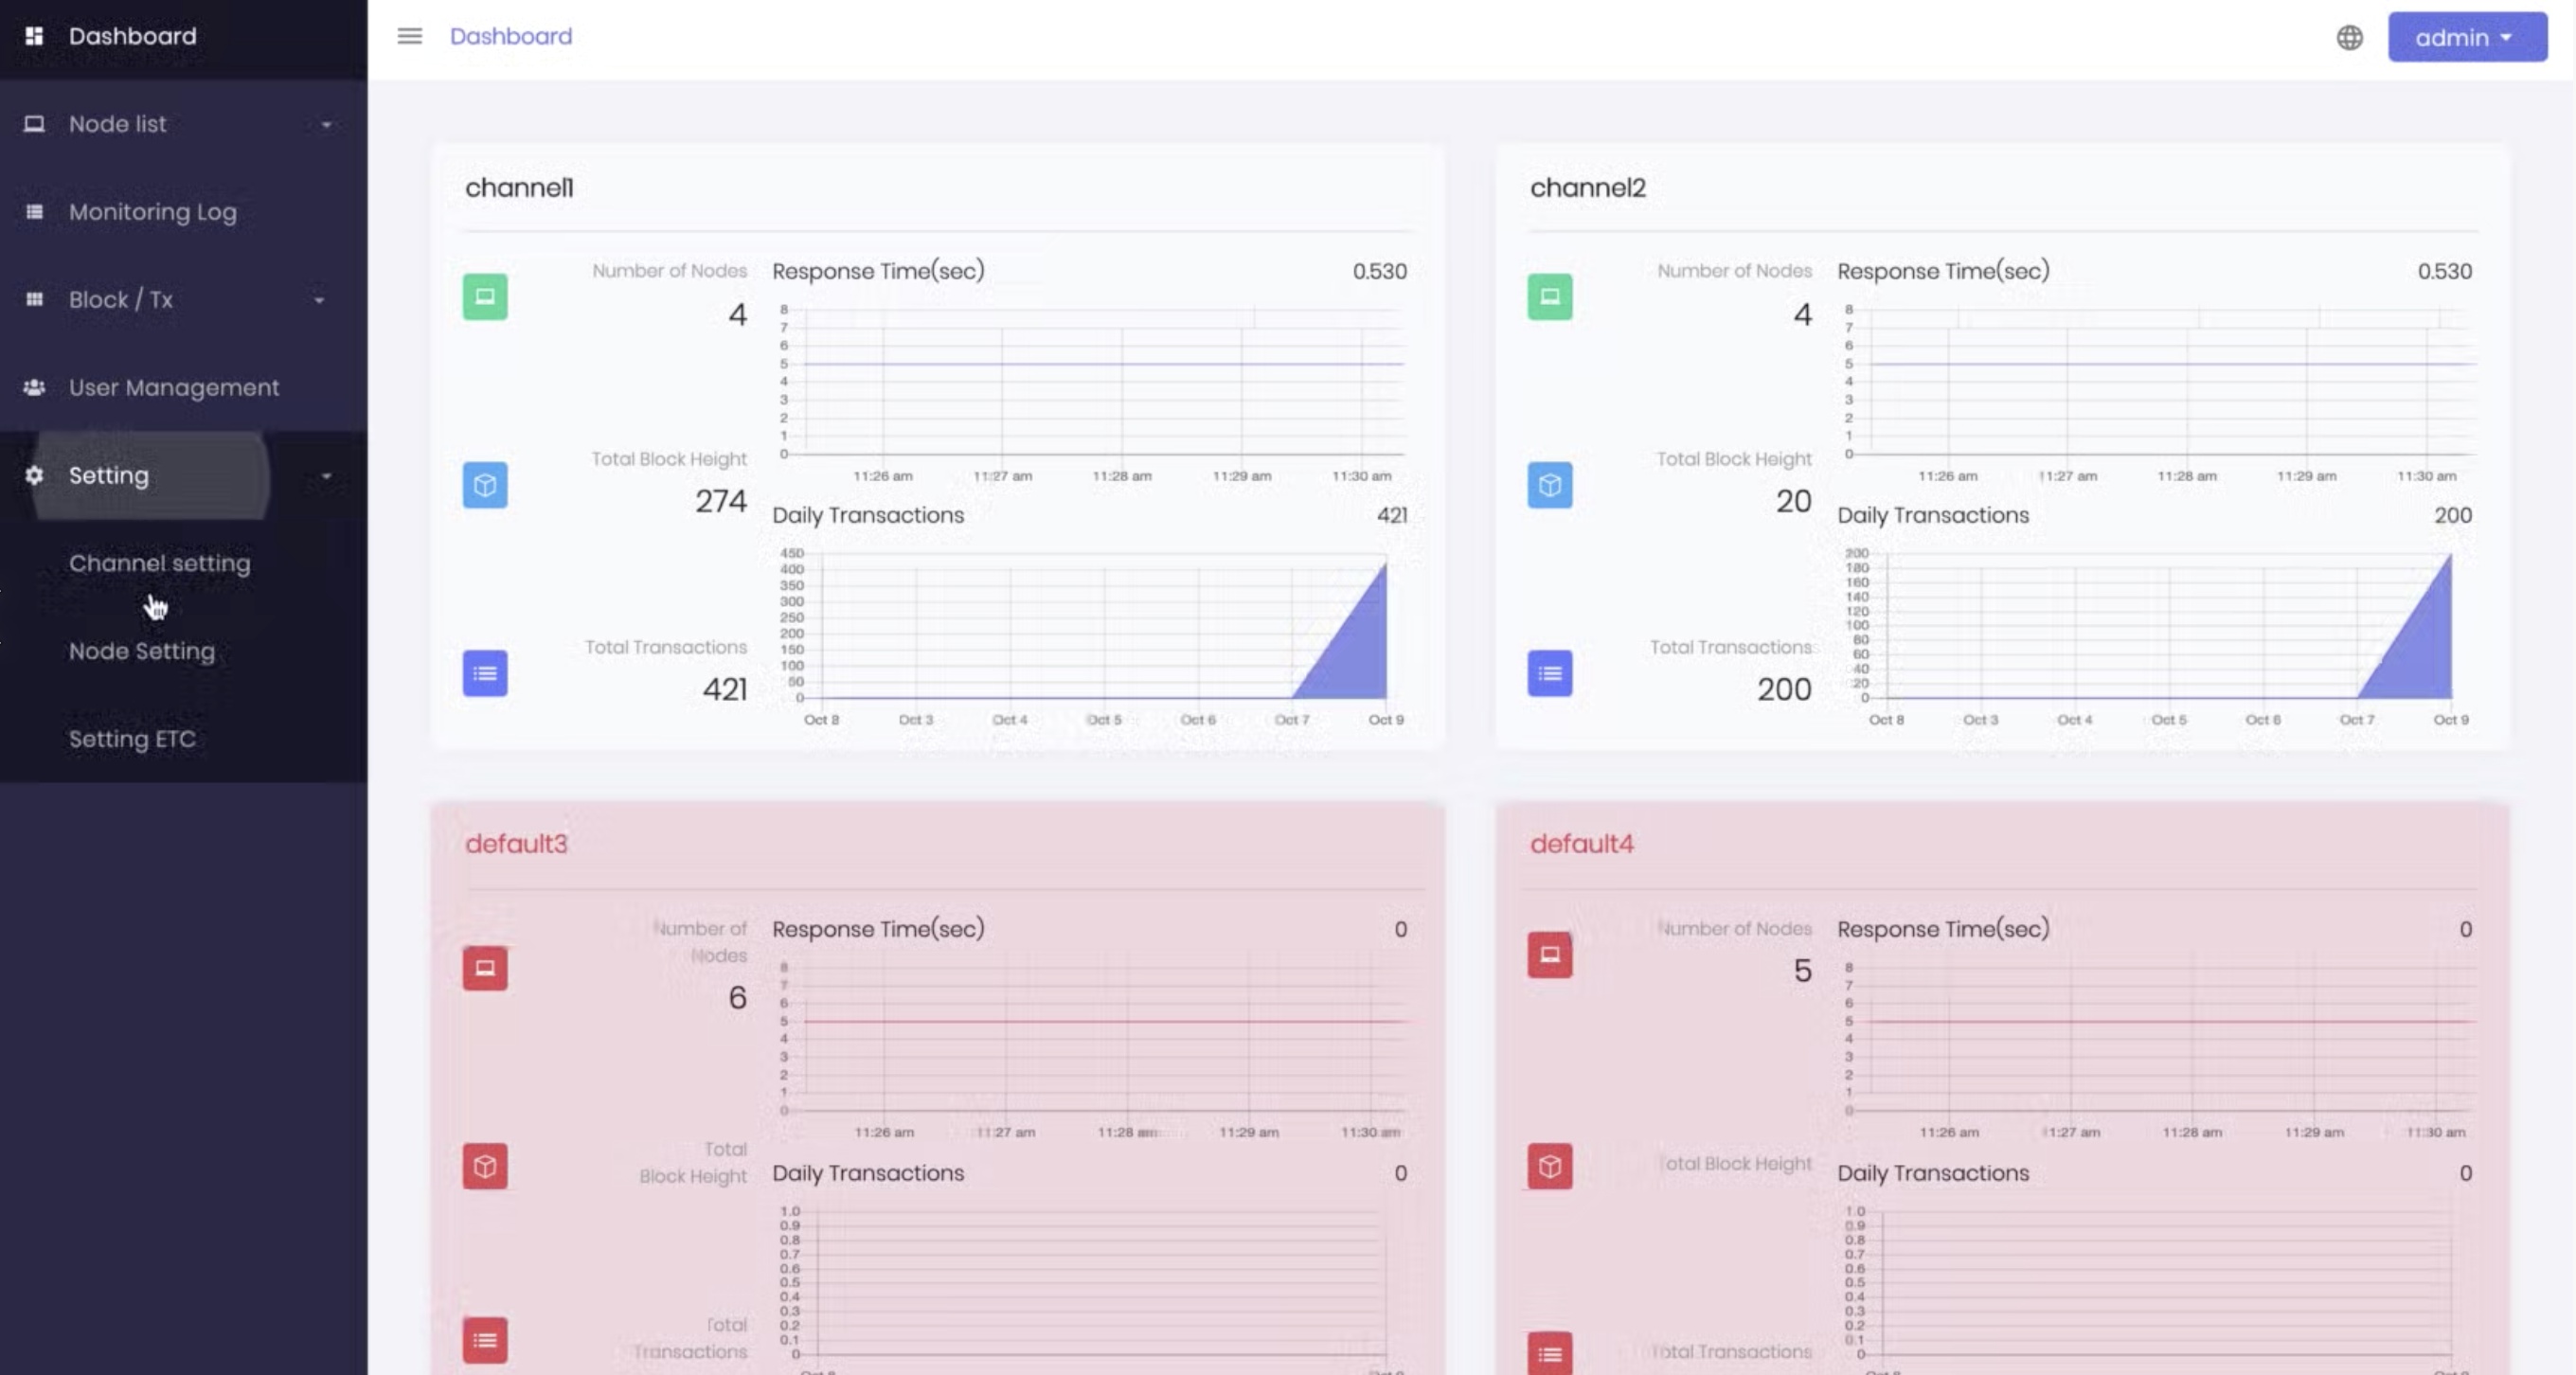 Dashboard
Node list
Monitoring Log
Block / Tx
User Management
Setting
Channel setting
Node Setting
Setting ETC
Dashboard
admin
channel1
Number of Nodes
4
Response Time(sec)
0.530
8
7
6
5
4
3
2
1
0
11:26 am 11:27 am 11:28 am 11:29 am 11:30 am
Total Block Height
274
Daily Transactions
421
450
400
350
300
250
200
150
100
50
0
Oct 8 Oct 3 Oct 4 Oct 5 Oct 6 Oct 7 Oct 9
Total Transactions
421
channel2
Number of Nodes
4
Response Time(sec)
0.530
8
7
6
5
4
3
2
1
0
11:26 am 11:27 am 11:28 am 11:29 am 11:30 am
Total Block Height
20
Daily Transactions
200
200
180
160
140
120
100
80
60
40
20
0
Oct 8 Oct 3 Oct 4 Oct 5 Oct 6 Oct 7 Oct 9
Total Transactions
200
default3
Number of
Nodes
6
Response Time(sec)
0
8
7
6
5
4
3
2
1
0
11:26 am 11:27 am 11:28 am 11:29 am 11:30 am
Total
Block Height
Daily Transactions
0
1.0
0.9
0.8
0.7
0.6
0.5
0.4
0.3
0.2
0.1
0
Total
Transactions
default4
Number of Nodes
5
Response Time(sec)
0
8
7
6
5
4
3
2
1
0
11:26 am 11:27 am 11:28 am 11:29 am 11:30 am
Total Block Height
Daily Transactions
0
1.0
0.9
0.8
0.7
0.6
0.5
0.4
0.3
0.2
0.1
0
Total Transactions